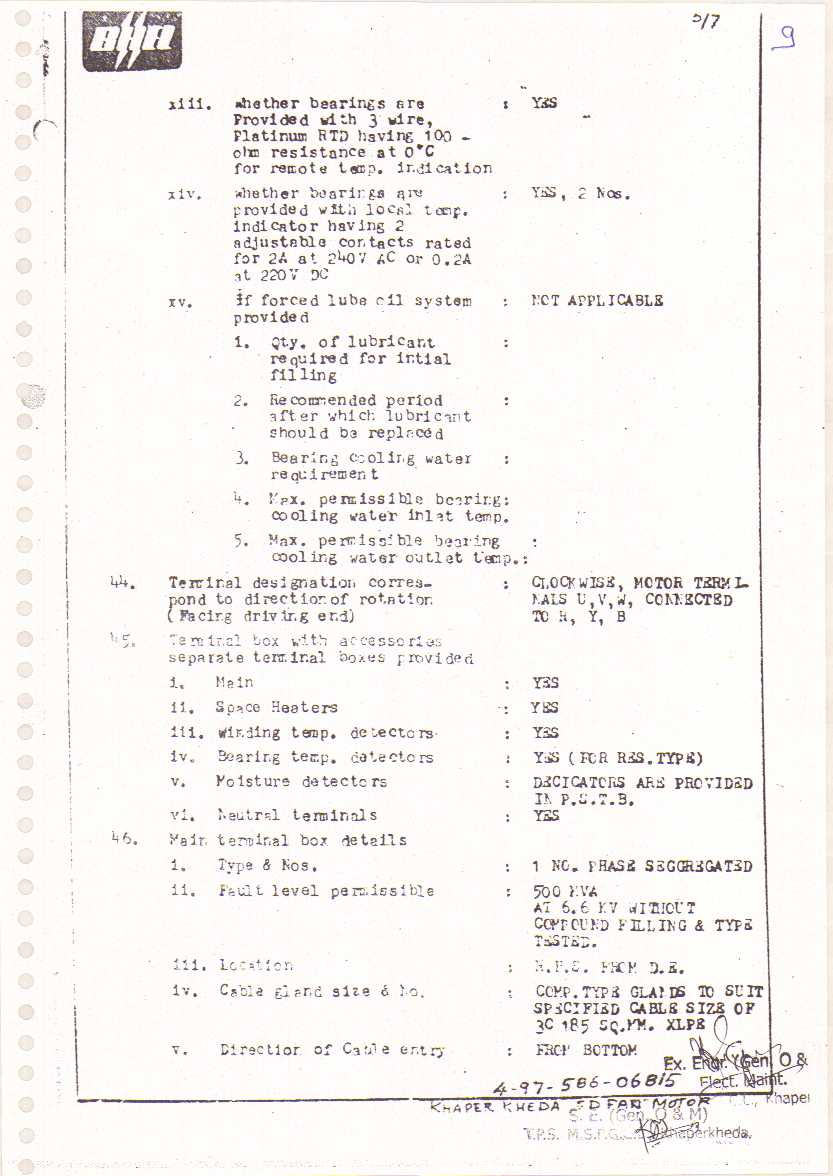 5/7
9
xiii. Whether bearings are : YES
Provided with 3 wire,
Platinum RTD having 100 -
ohm resistance at 0°C
for remote temp. indication
xiv. whether bearings are : YES, 2 Nos.
provided with local temp.
indicator having 2
adjustable contacts rated
for 2A at 240V AC or 0.2A
at 220V DC
xv. if forced lube oil system : NOT APPLICABLE
provided
1. Qty. of lubricant :
required for intial
filling
2. Recommended period :
after which lubricant
should be replaced
3. Bearing cooling water :
requirement
4. Max. permissible bearing:
cooling water inlet temp.
5. Max. permissible bearing :
cooling water outlet temp.:
44. Terminal designation corres- : CLOCKWISE, MOTOR TERMI-
pond to direction of rotation NALS U,V,W, CONNECTED
(Facing driving end) TO R, Y, B
45. Terminal box with accessories
separate terminal boxes provided
i. Main : YES
ii. Space Heaters : YES
iii. Winding temp. detectors : YES
iv. Bearing temp. detectors : YES (FOR RES.TYPE)
v. Moisture detectors : DECICATORS ARE PROVIDED
IN P.S.T.B.
vi. Neutral terminals : YES
46. Main terminal box details
i. Type & Nos. : 1 NO. PHASE SEGGREGATED
ii. Fault level permissible : 500 MVA
AT 6.6 KV WITHOUT
COMPOUND FILLING & TYPE
TESTED.
iii. Location : FROM D.E.
iv. Cable gland size & No. : COMP.TYPE GLANDS TO SUIT
SPECIFIED CABLE SIZE OF
3C 185 SQ.MM. XLPE
v. Direction of Cable entry : FROM BOTTOM
Ex. Engr. (Gen. O &
4-97-586-06815 Elect. Maint.
KHAPER KHEDA FAN MOTOR Khaper
S. E. (Gen. O & M)
T.P.S. Khaperkheda.